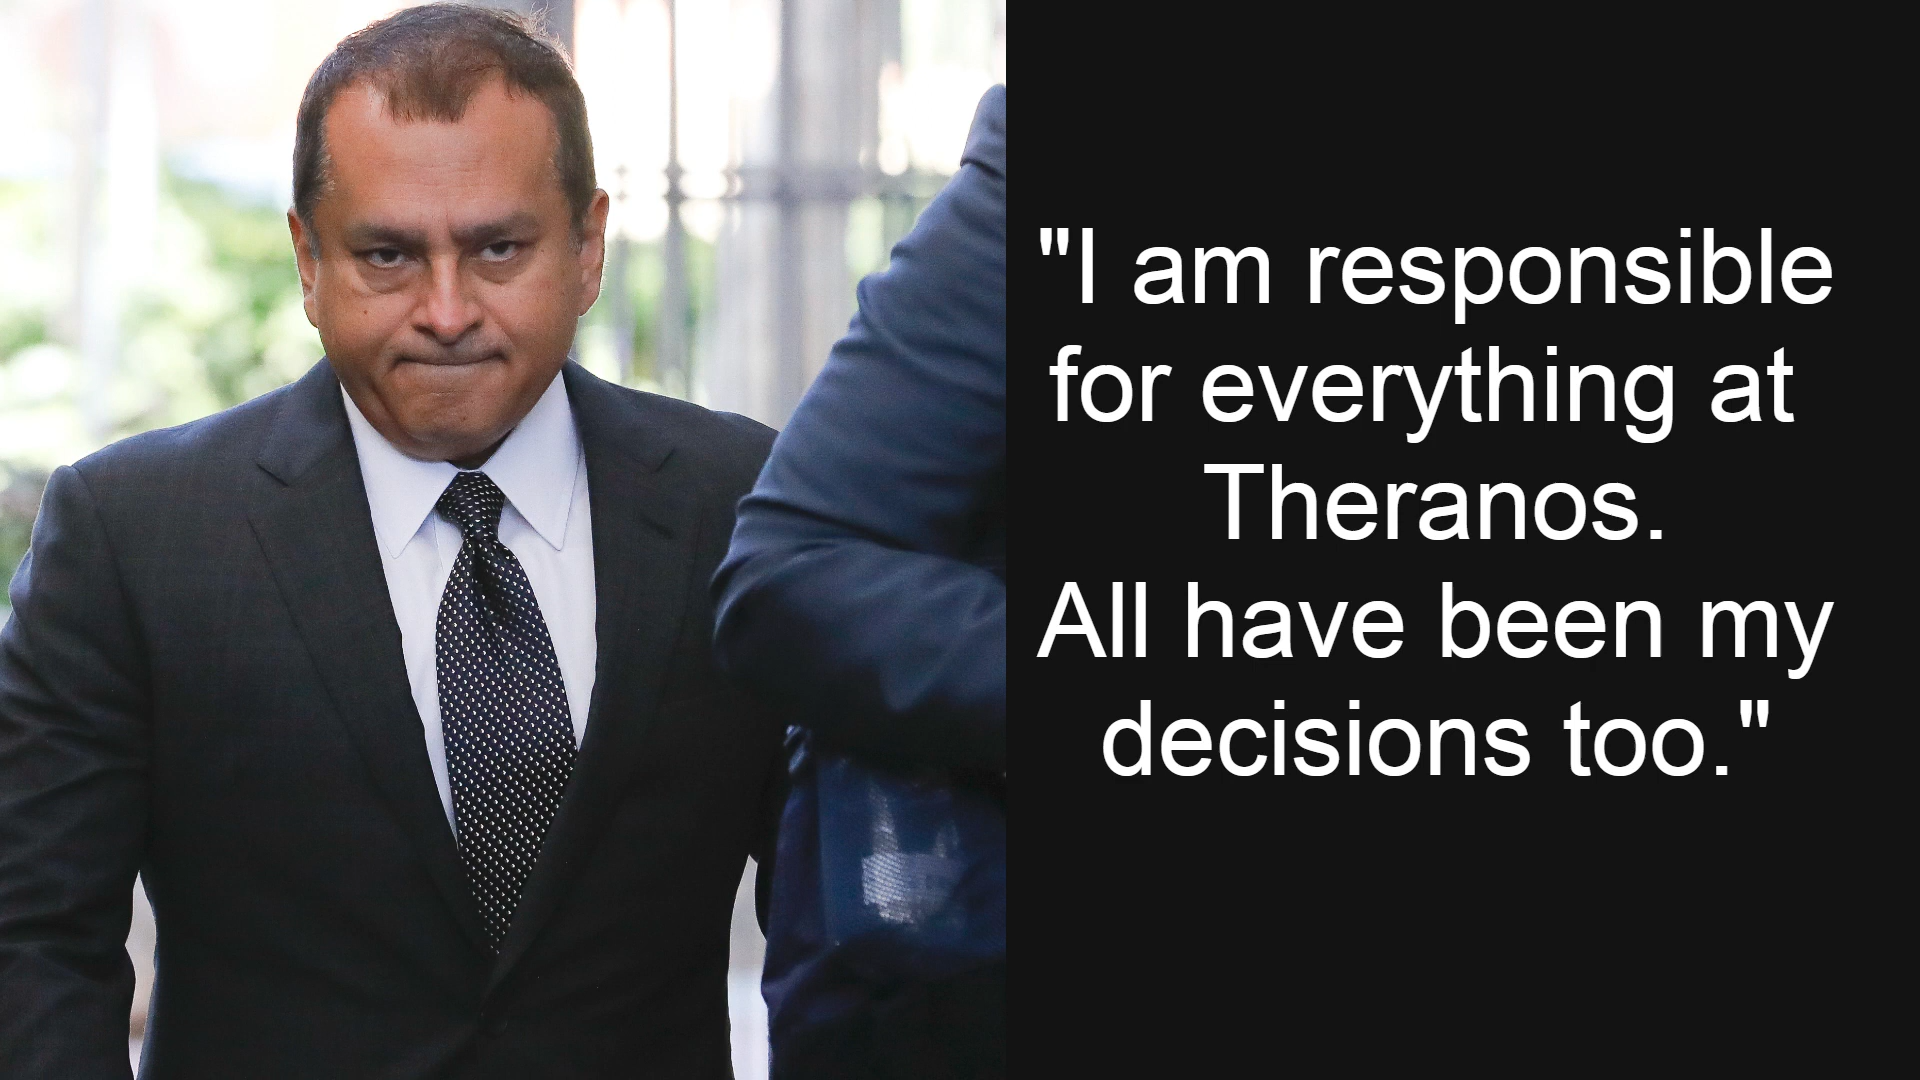 "I am responsible
for everything at
Theranos.
All have been my
decisions too."